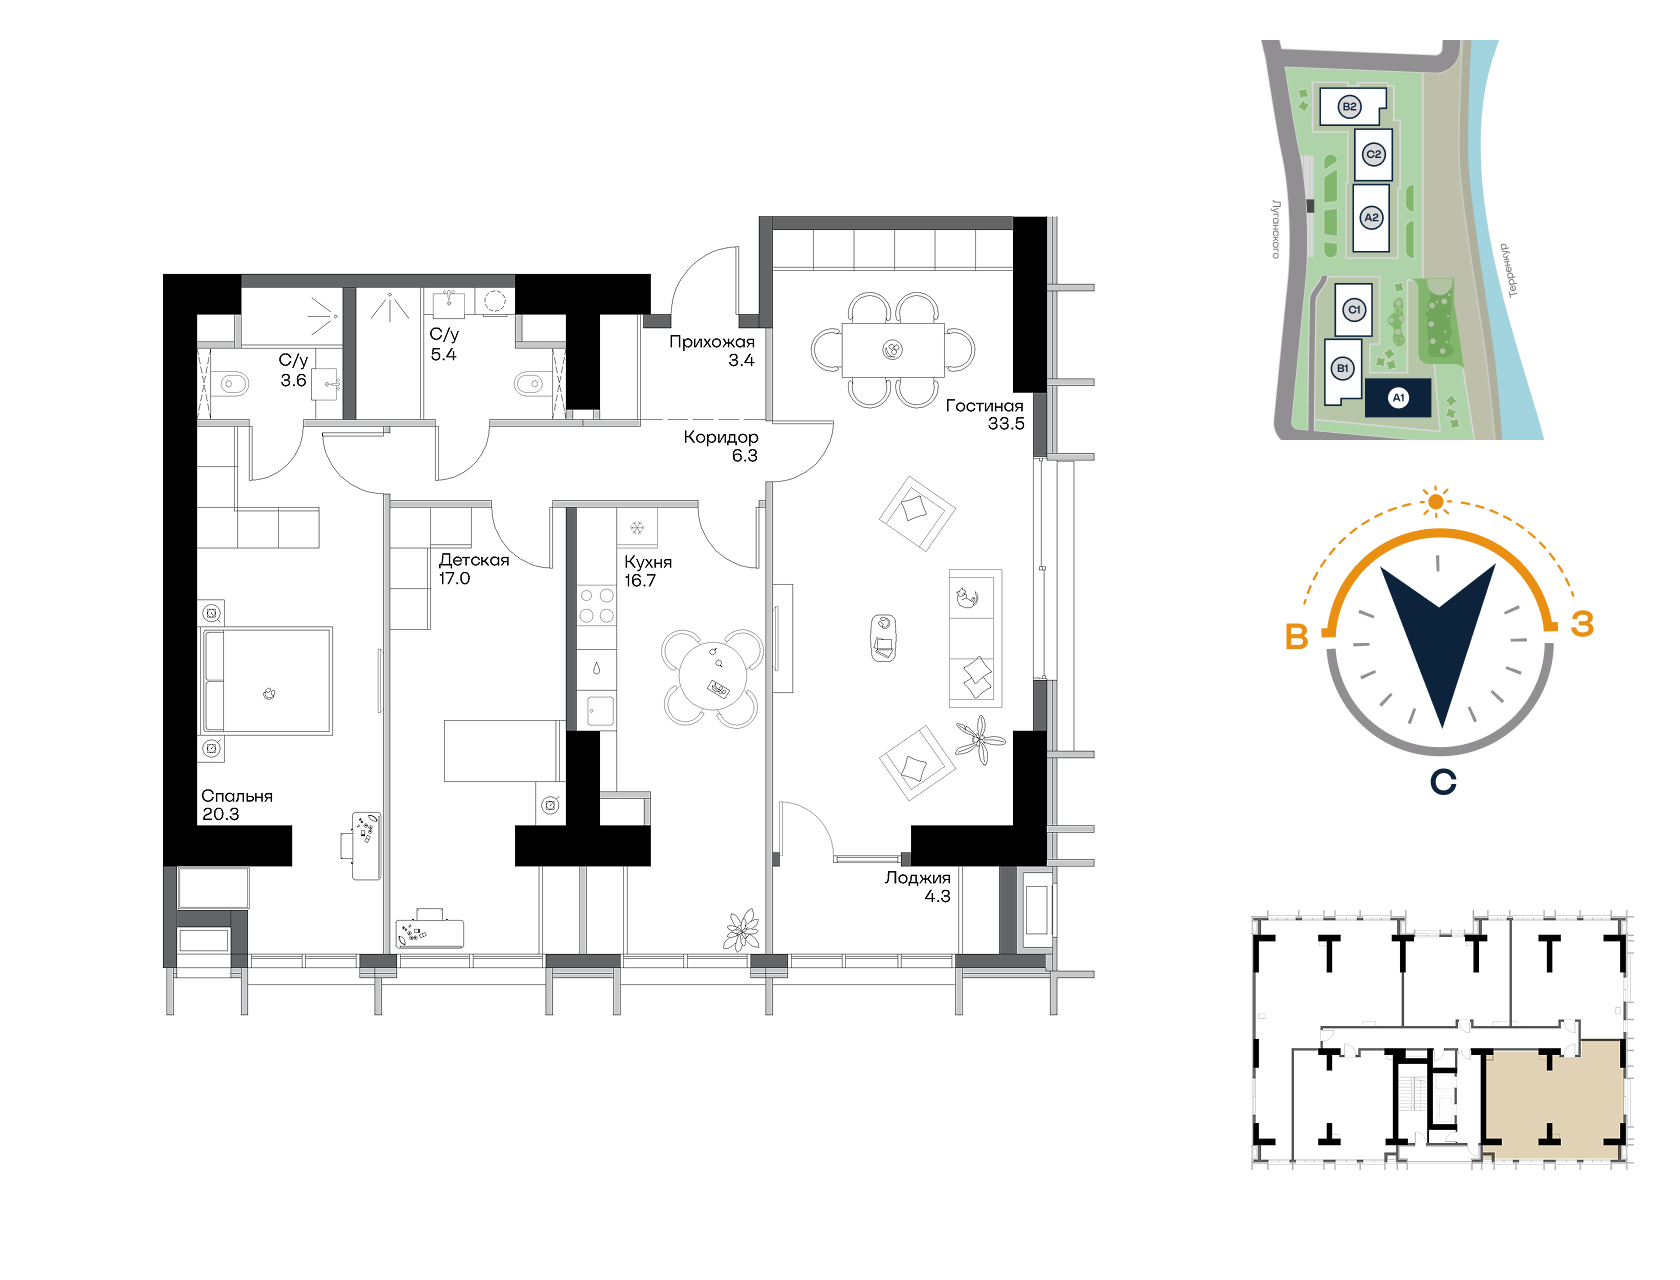 С/у
3.6
С/у
5.4
Прихожая
3.4
Коридор
6.3
Гостиная
33.5
Детская
17.0
Кухня
16.7
Спальня
20.3
Лоджия
4.3
B2
C2
A2
C1
B1
A1
Луганского
Терренкур
В
З
С